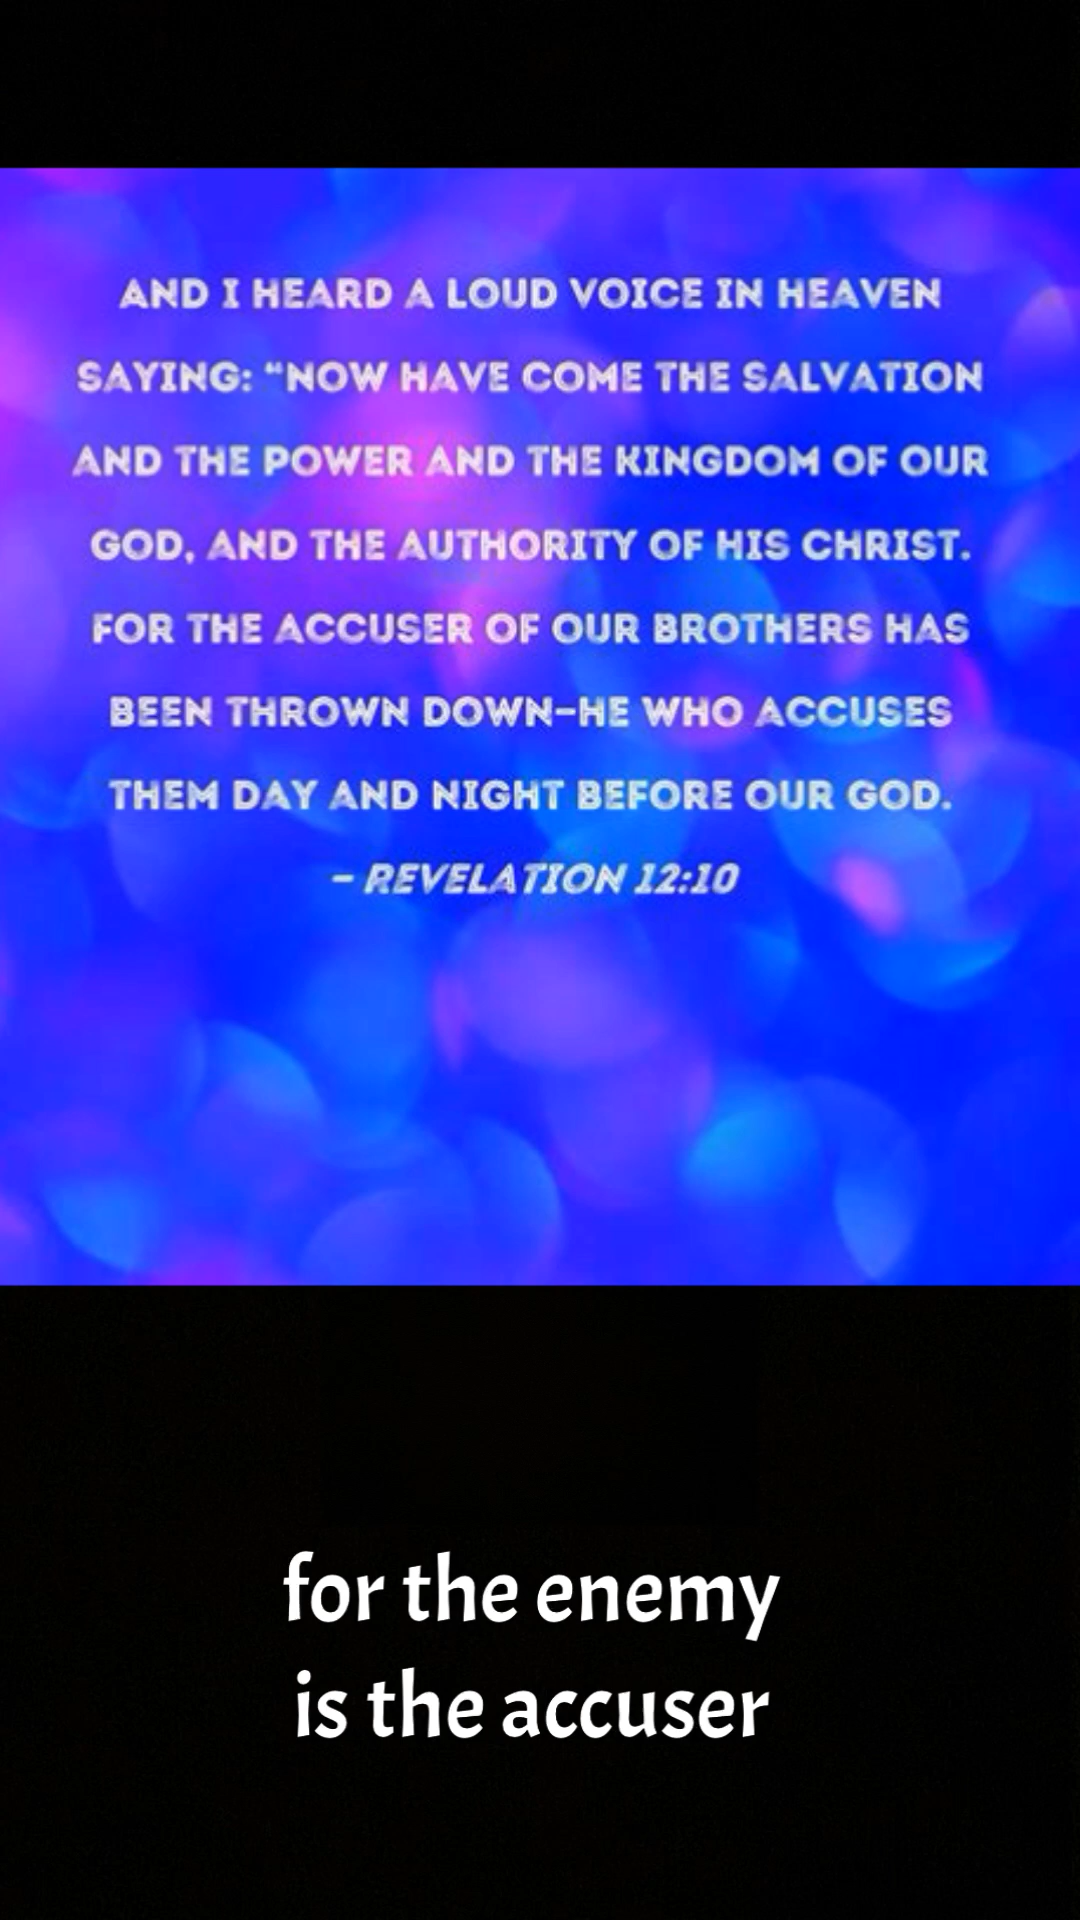 AND I HEARD A LOUD VOICE IN HEAVEN
SAYING: “NOW HAVE COME THE SALVATION
AND THE POWER AND THE KINGDOM OF OUR
GOD, AND THE AUTHORITY OF HIS CHRIST.
FOR THE ACCUSER OF OUR BROTHERS HAS
BEEN THROWN DOWN–HE WHO ACCUSES
THEM DAY AND NIGHT BEFORE OUR GOD.
– REVELATION 12:10
for the enemy
is the accuser